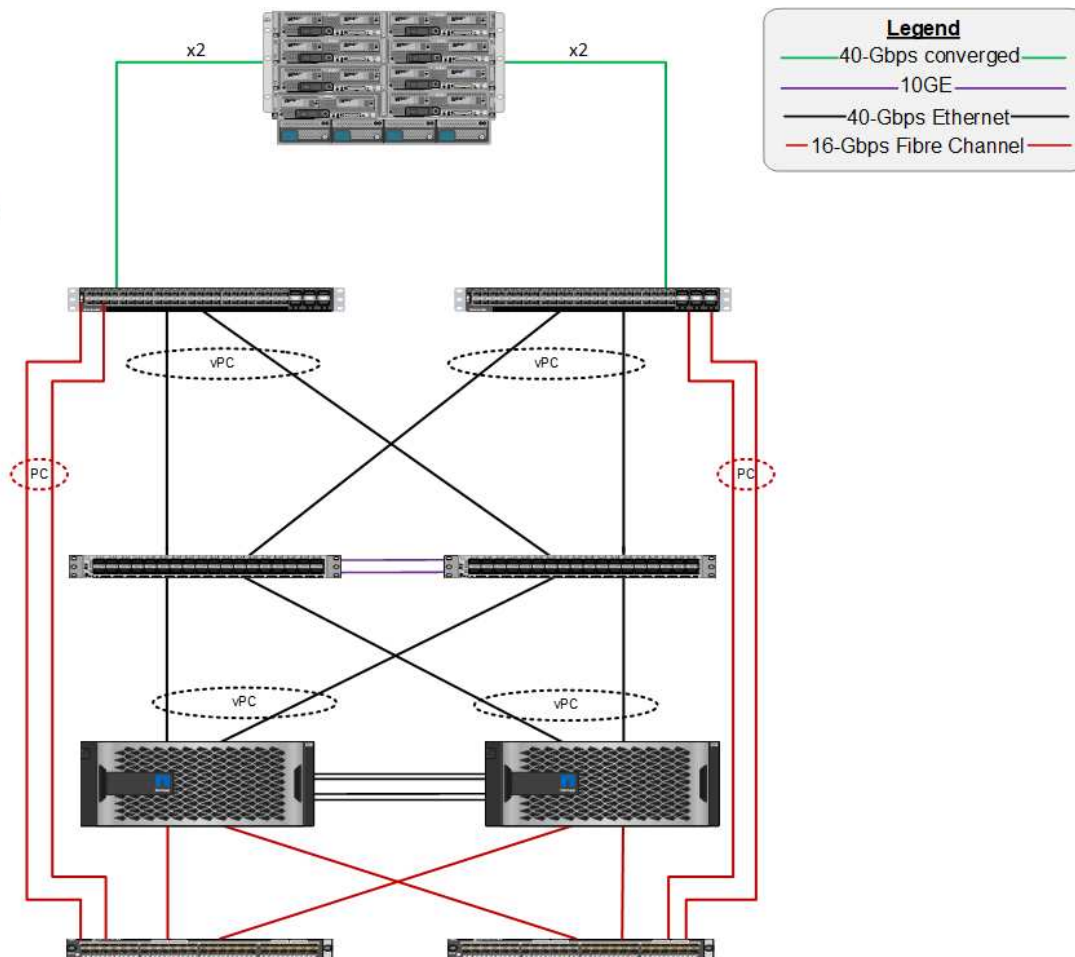 x2
x2
Legend
40-Gbps converged
10GE
40-Gbps Ethernet
16-Gbps Fibre Channel
vPC
vPC
PC
PC
vPC
vPC